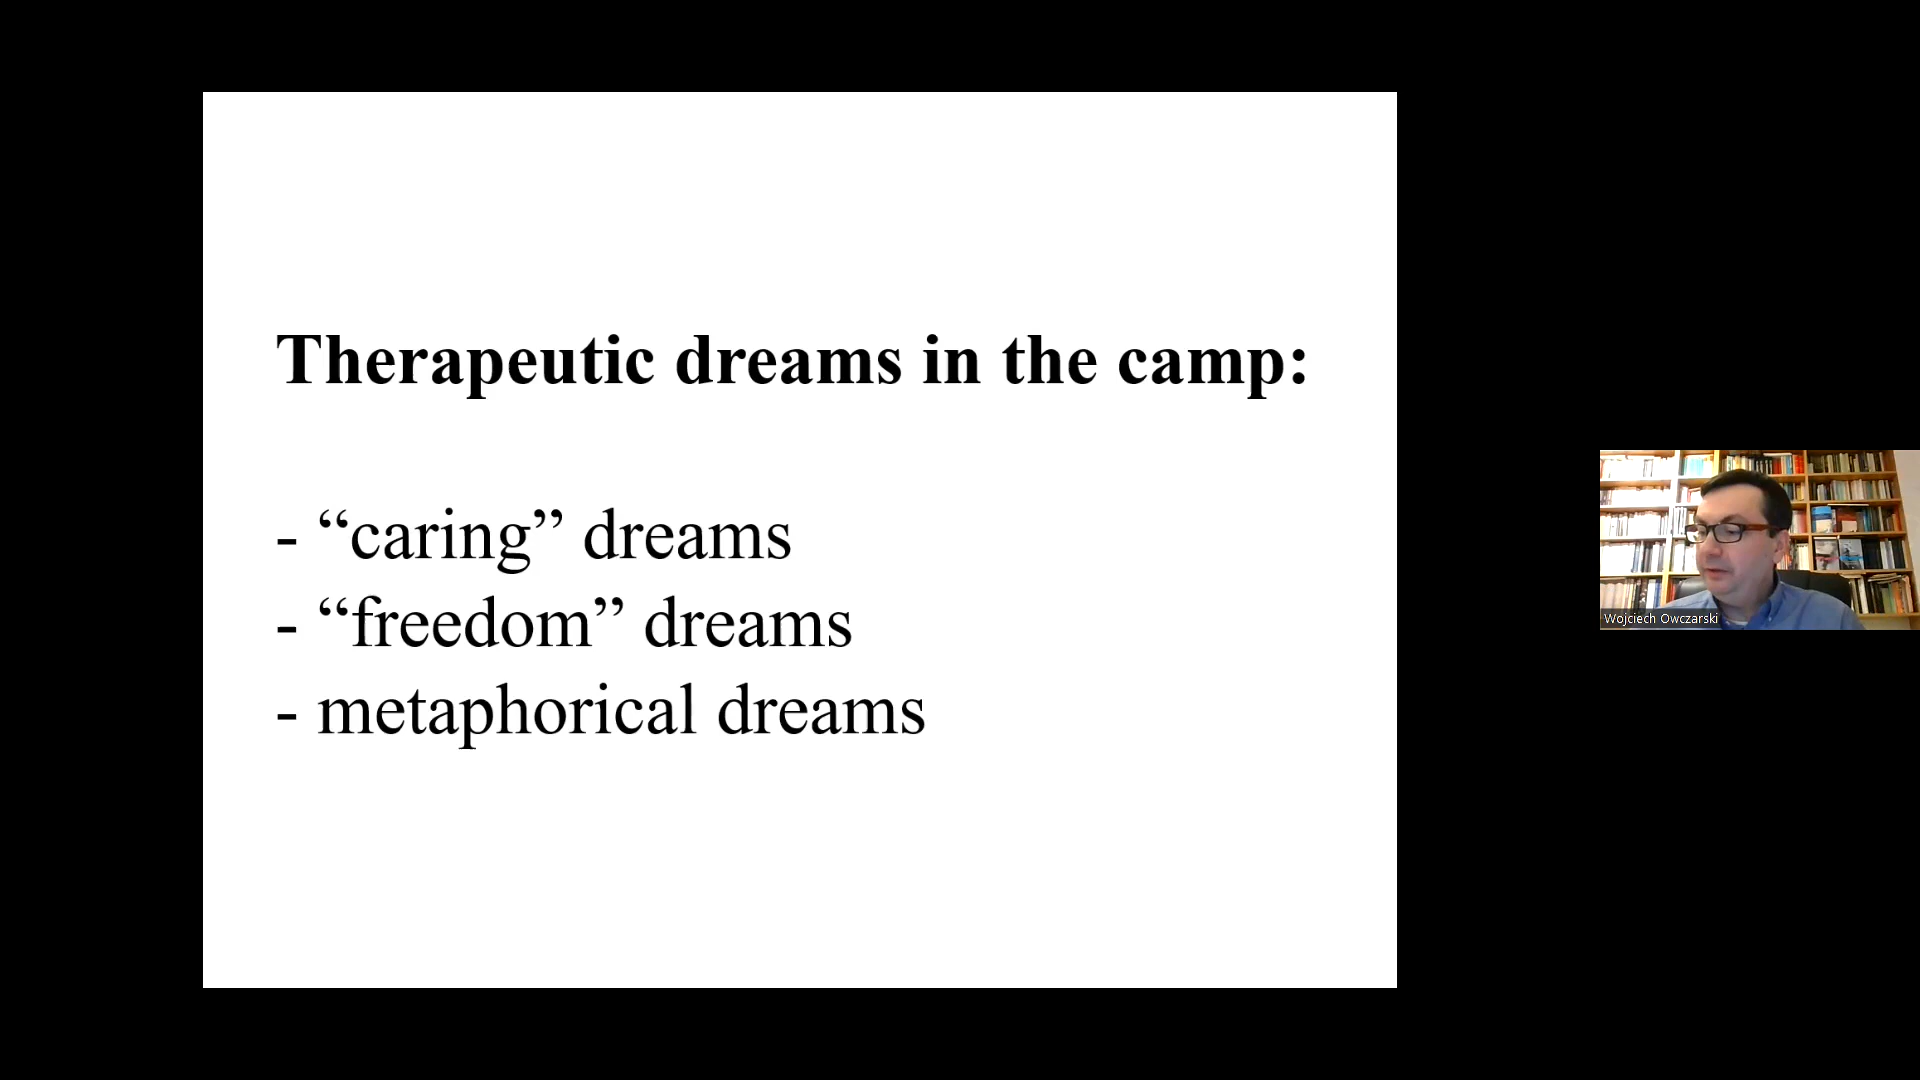 Therapeutic dreams in the camp:
- “caring” dreams
- “freedom” dreams
- metaphorical dreams
Wojciech Owczarski